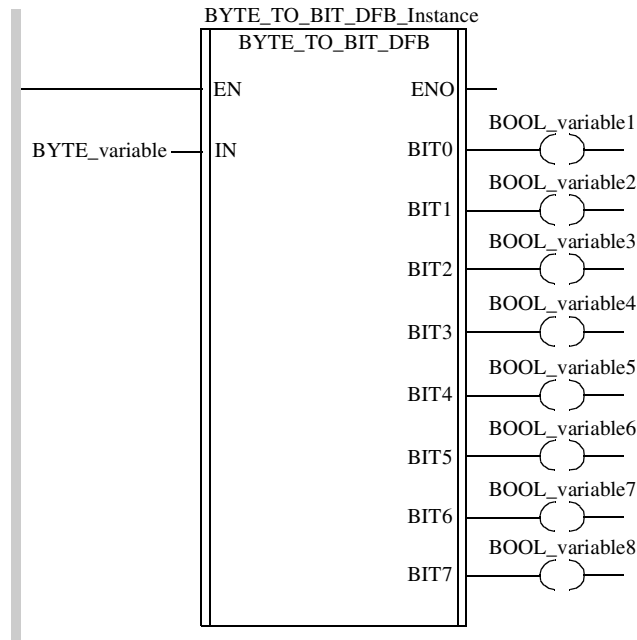 BYTE_TO_BIT_DFB_Instance
BYTE_TO_BIT_DFB
EN ENO
BOOL_variable1
BYTE_variable IN BIT0
BOOL_variable2
BIT1
BOOL_variable3
BIT2
BOOL_variable4
BIT3
BOOL_variable5
BIT4
BOOL_variable6
BIT5
BOOL_variable7
BIT6
BOOL_variable8
BIT7